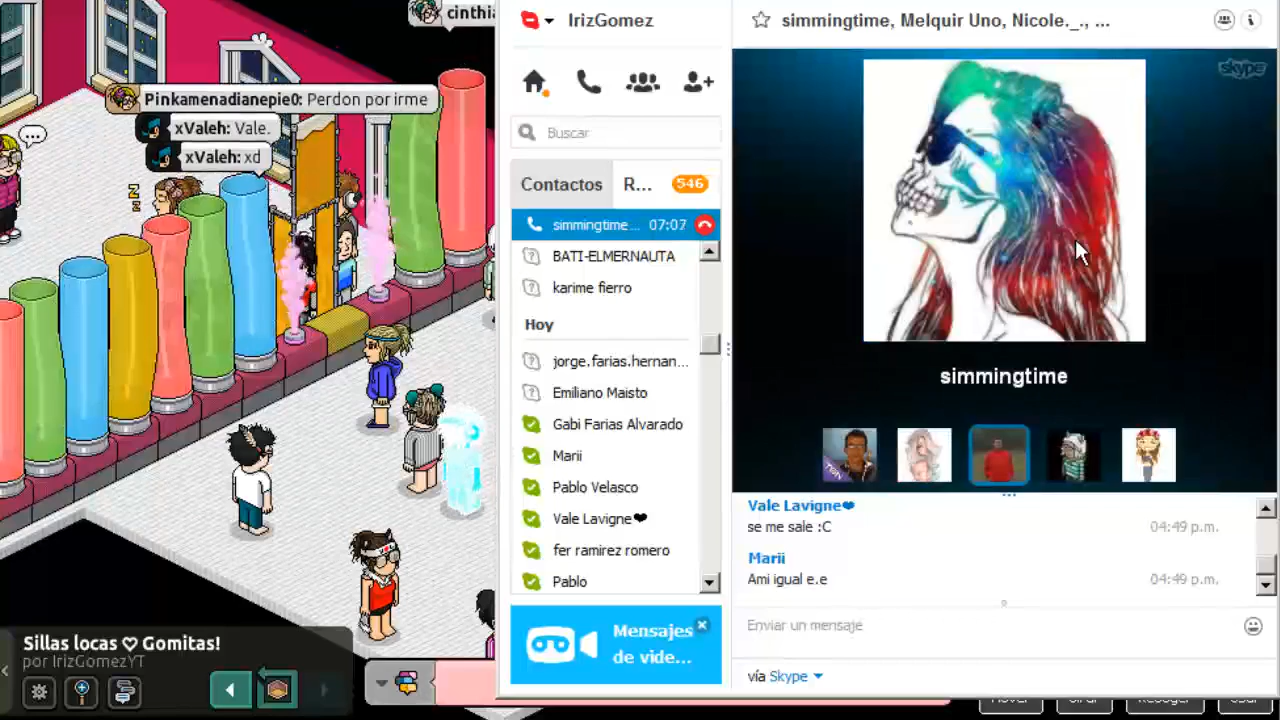 cinthia
Pinkamenadianepie0: Perdon por irme
xValeh: Vale.
xValeh: xd
...
Z
z
Sillas locas ♡ Gomitas!
por IrizGomezYT
IrizGomez
Buscar
Contactos
R...
546
simmingtime...
07:07
BATI-ELMERNAUTA
karime fierro
Hoy
jorge.farias.hernan...
Emiliano Maisto
Gabi Farias Alvarado
Marii
Pablo Velasco
Vale Lavigne❤
fer ramirez romero
Pablo
Mensajes
de vide...
simmingtime, Melquir Uno, Nicole._., ...
skype
simmingtime
Vale Lavigne❤
se me sale :C
04:49 p.m.
Marii
Ami igual e.e
04:49 p.m.
Enviar un mensaje
vía Skype